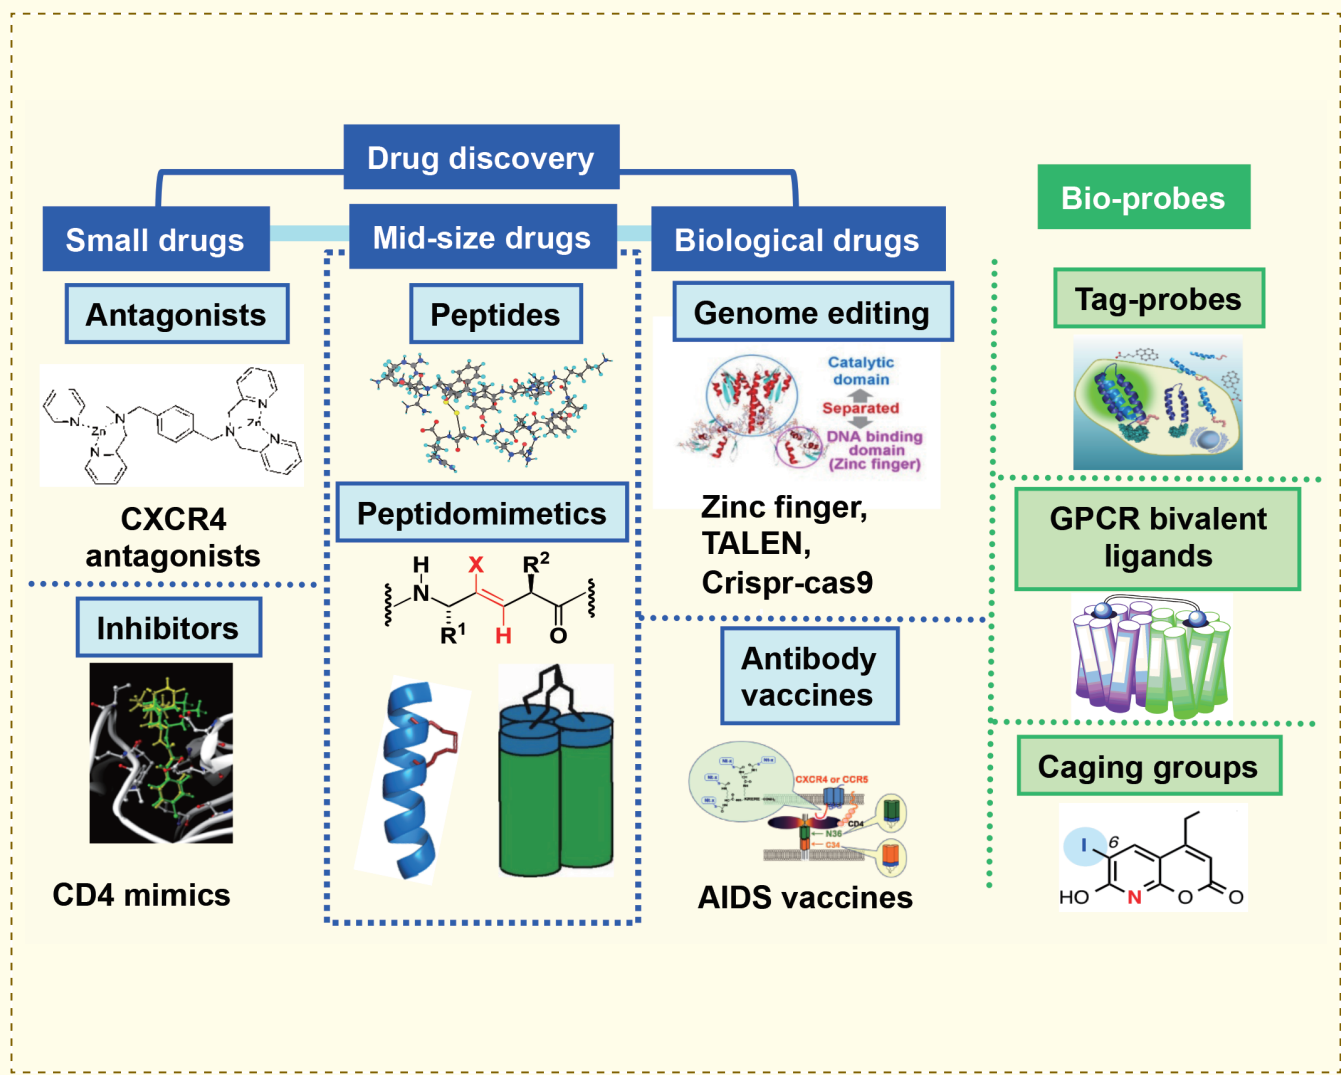 Drug discovery
Small drugs
Mid-size drugs
Biological drugs
Bio-probes
Antagonists
Zn
N
N
N
Zn
N
N
N
CXCR4
antagonists
Inhibitors
CD4 mimics
Peptides
Peptidomimetics
H
N
X
R²
R¹
H
O
Genome editing
Catalytic
domain
Separated
DNA binding
domain
(Zinc finger)
Zinc finger,
TALEN,
Crispr-cas9
Antibody
vaccines
CXCR4 or CCR5
CD4
N36
C34
AIDS vaccines
Tag-probes
GPCR bivalent
ligands
Caging groups
I
6
HO
N
O
O